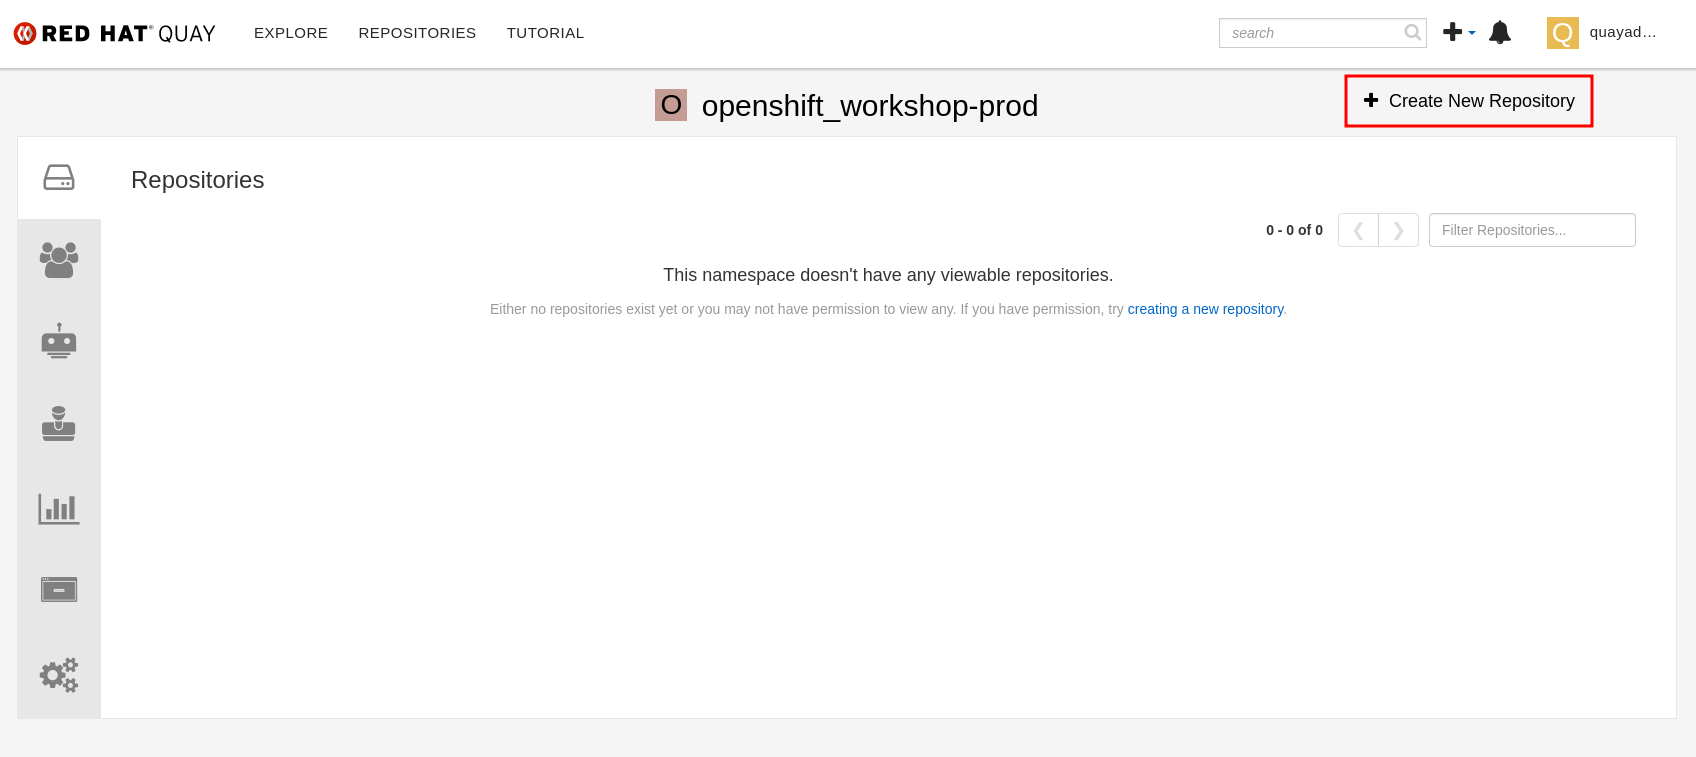 RED HAT® QUAY EXPLORE REPOSITORIES TUTORIAL search Q quayad...
O openshift_workshop-prod Create New Repository
Repositories
0 - 0 of 0 Filter Repositories...
This namespace doesn't have any viewable repositories.
Either no repositories exist yet or you may not have permission to view any. If you have permission, try creating a new repository.